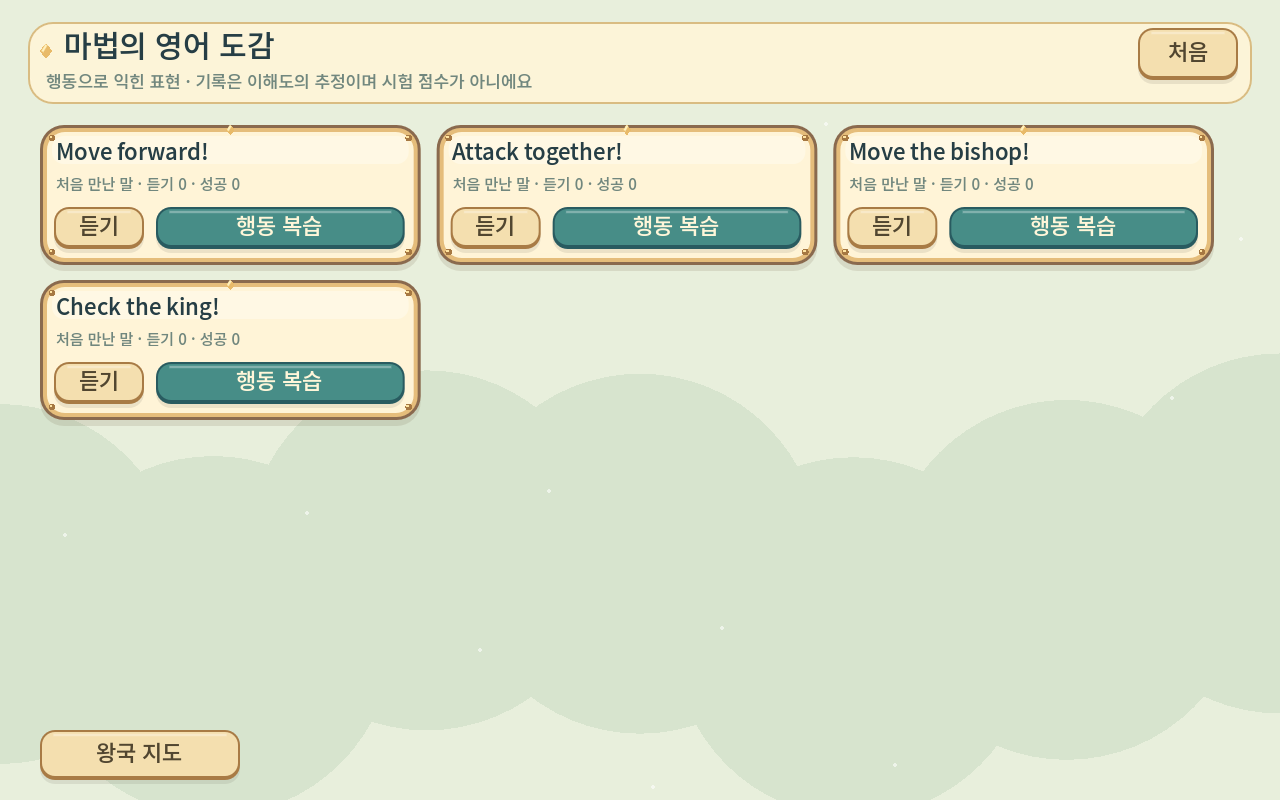 마법의 영어 도감
처음
행동으로 익힌 표현 · 기록은 이해도의 추정이며 시험 점수가 아니에요
Move forward!
처음 만난 말 · 듣기 0 · 성공 0
듣기
행동 복습
Attack together!
처음 만난 말 · 듣기 0 · 성공 0
듣기
행동 복습
Move the bishop!
처음 만난 말 · 듣기 0 · 성공 0
듣기
행동 복습
Check the king!
처음 만난 말 · 듣기 0 · 성공 0
듣기
행동 복습
왕국 지도